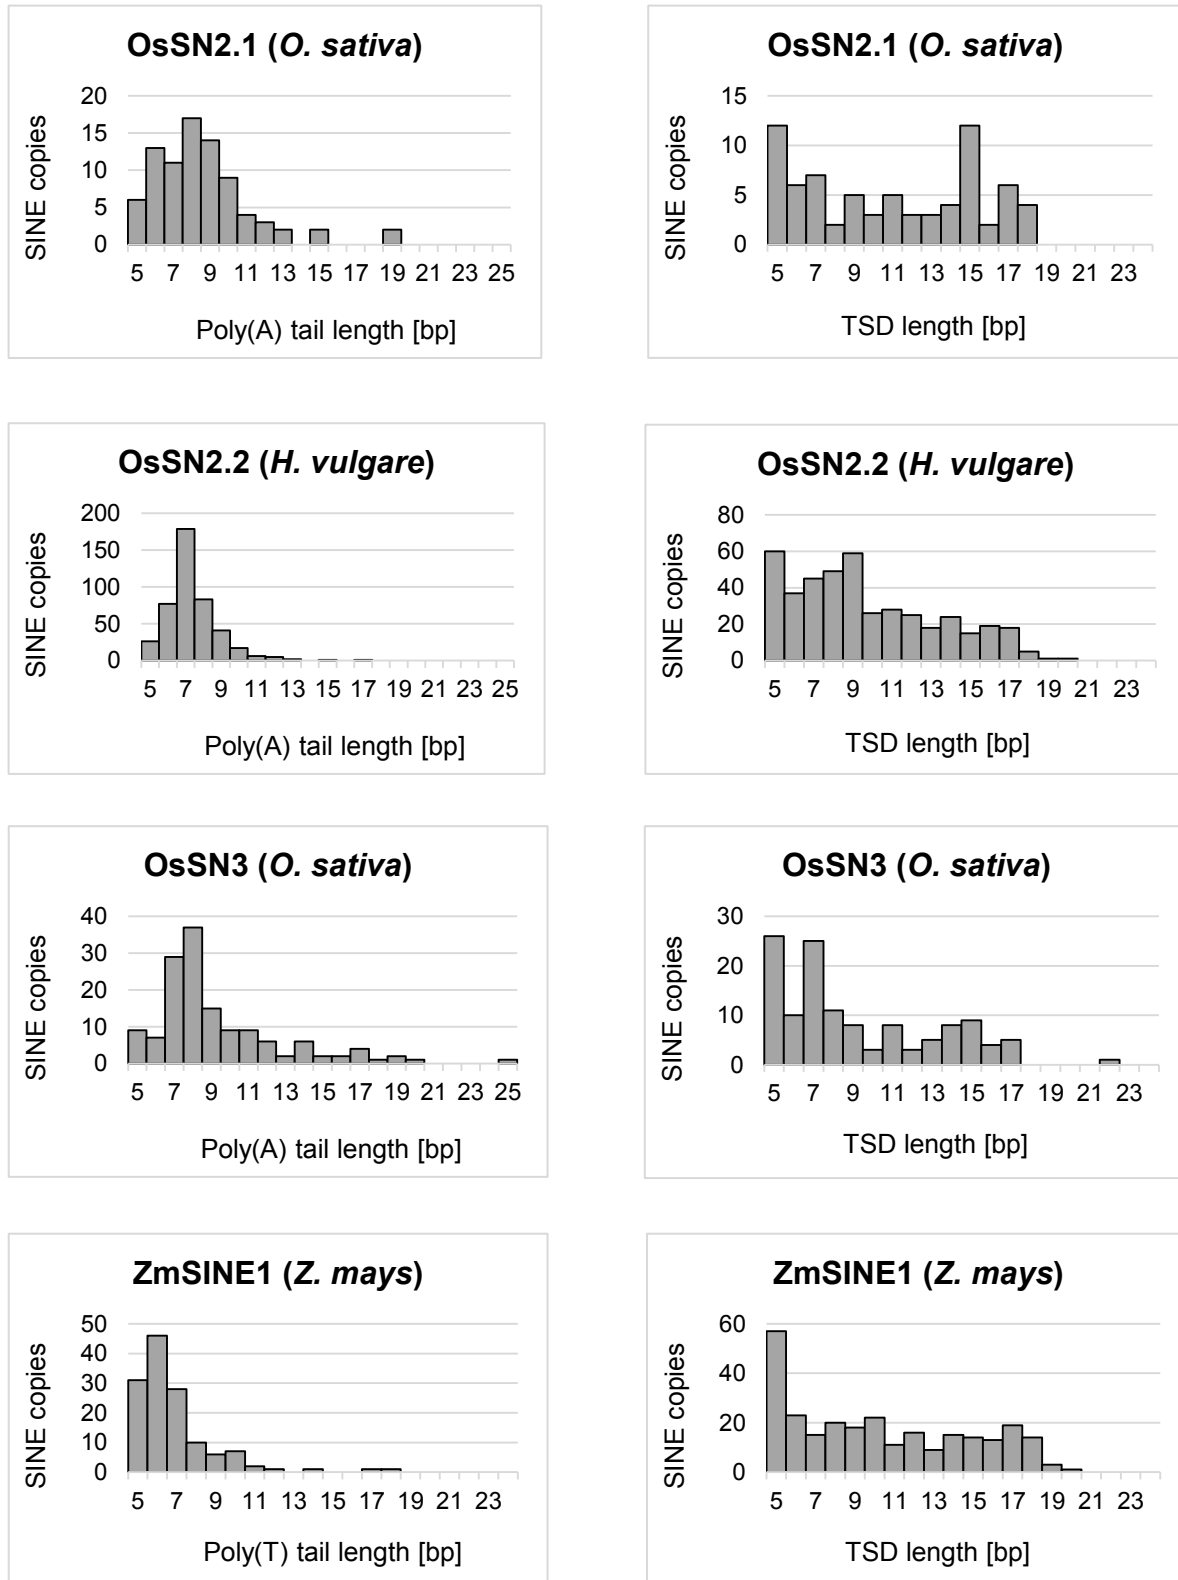 OsSN2.1 (O. sativa)
SINE copies
20
15
10
5
0
5 7 9 11 13 15 17 19 21 23 25
Poly(A) tail length [bp]
OsSN2.1 (O. sativa)
SINE copies
15
10
5
0
5 7 9 11 13 15 17 19 21 23
TSD length [bp]
OsSN2.2 (H. vulgare)
SINE copies
200
150
100
50
0
5 7 9 11 13 15 17 19 21 23 25
Poly(A) tail length [bp]
OsSN2.2 (H. vulgare)
SINE copies
80
60
40
20
0
5 7 9 11 13 15 17 19 21 23
TSD length [bp]
OsSN3 (O. sativa)
SINE copies
40
30
20
10
0
5 7 9 11 13 15 17 19 21 23 25
Poly(A) tail length [bp]
OsSN3 (O. sativa)
SINE copies
30
20
10
0
5 7 9 11 13 15 17 19 21 23
TSD length [bp]
ZmSINE1 (Z. mays)
SINE copies
50
40
30
20
10
0
5 7 9 11 13 15 17 19 21 23
Poly(T) tail length [bp]
ZmSINE1 (Z. mays)
SINE copies
60
40
20
0
5 7 9 11 13 15 17 19 21 23
TSD length [bp]